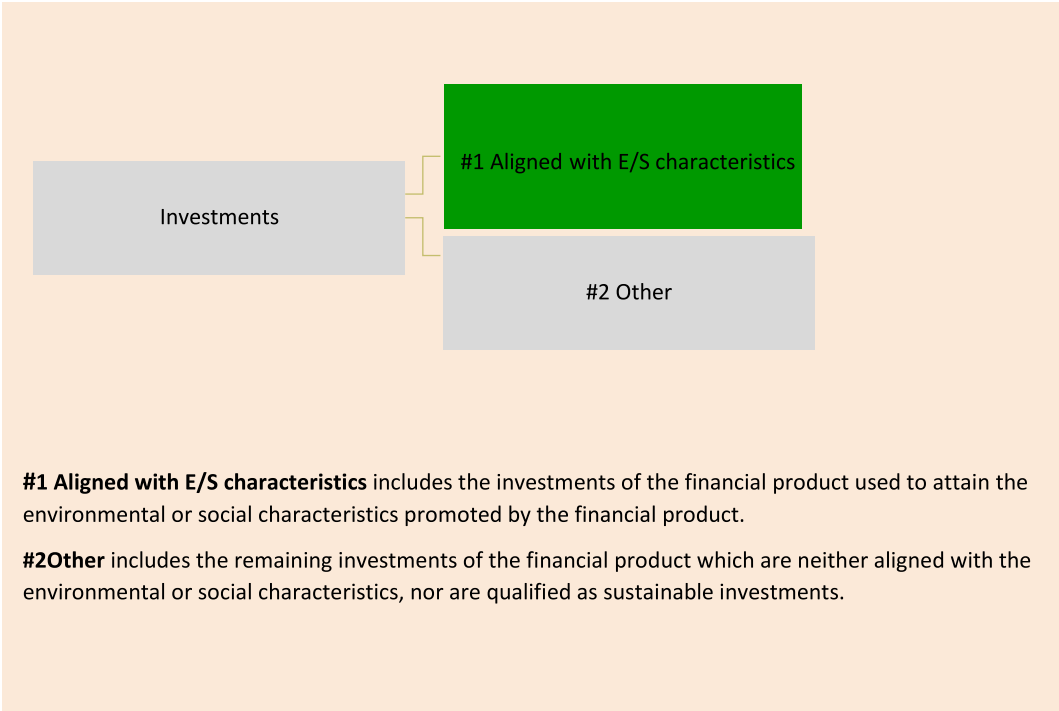 #1 Aligned with E/S characteristics
Investments
#2 Other
#1 Aligned with E/S characteristics includes the investments of the financial product used to attain the
environmental or social characteristics promoted by the financial product.
#2Other includes the remaining investments of the financial product which are neither aligned with the
environmental or social characteristics, nor are qualified as sustainable investments.